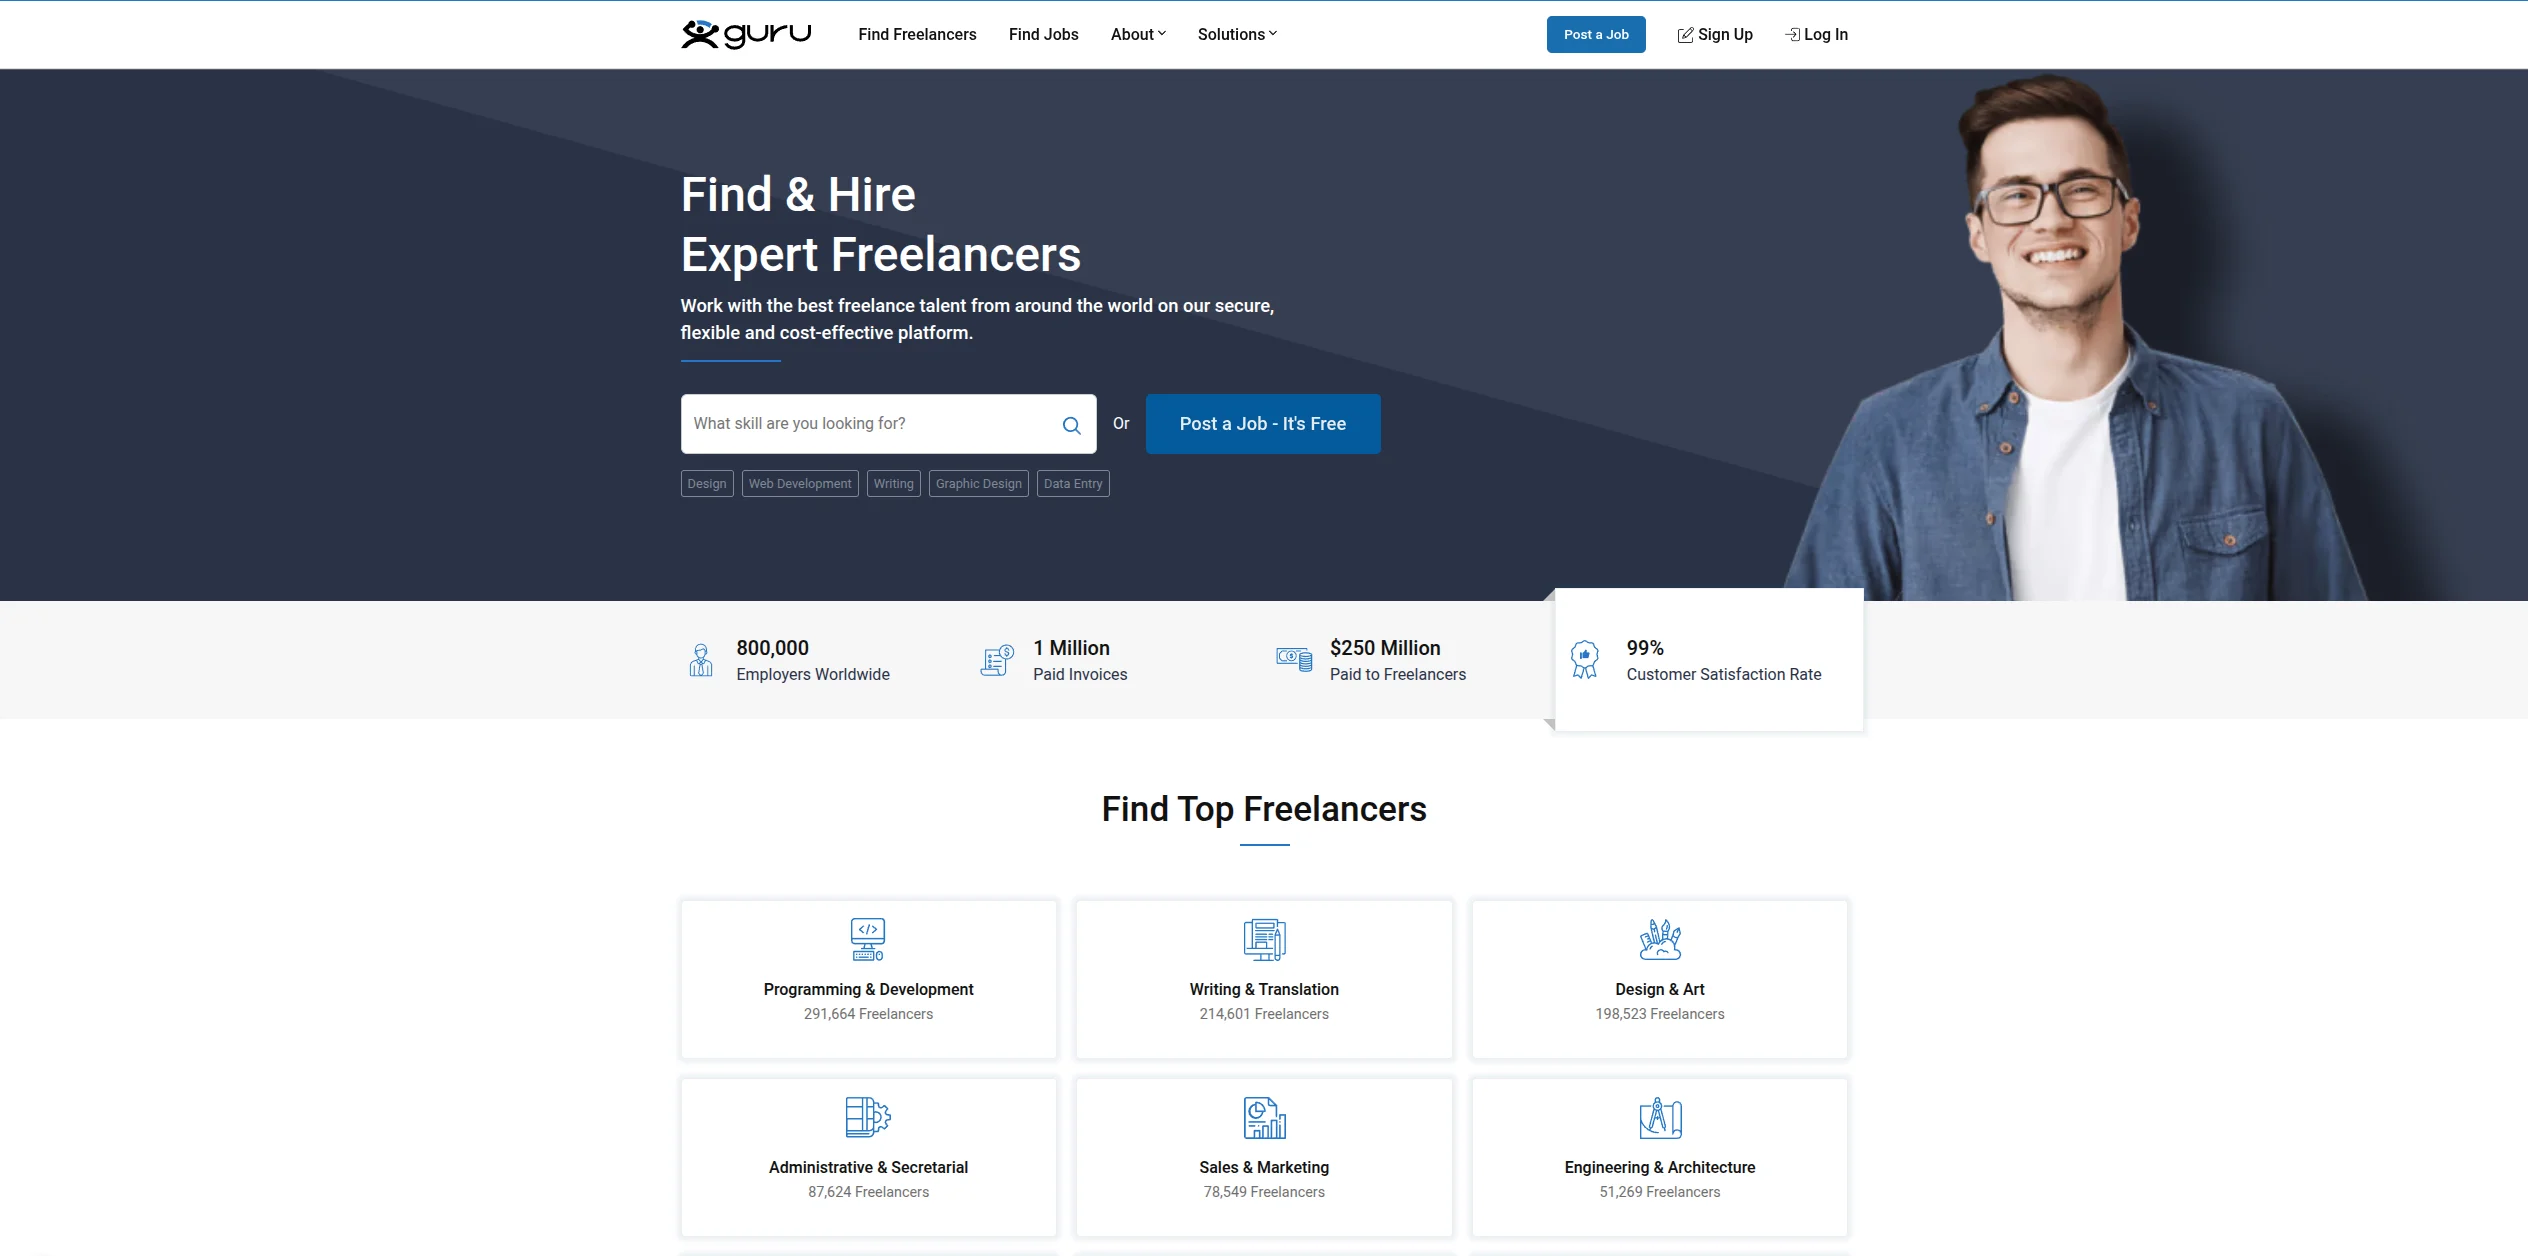 guru
Find Freelancers
Find Jobs
About
Solutions
Post a Job
Sign Up
Log In
Find & Hire
Expert Freelancers
Work with the best freelance talent from around the world on our secure,
flexible and cost-effective platform.
What skill are you looking for?
Or
Post a Job - It's Free
Design
Web Development
Writing
Graphic Design
Data Entry
800,000
Employers Worldwide
1 Million
Paid Invoices
$250 Million
Paid to Freelancers
99%
Customer Satisfaction Rate
Find Top Freelancers
Programming & Development
291,664 Freelancers
Writing & Translation
214,601 Freelancers
Design & Art
198,523 Freelancers
Administrative & Secretarial
87,624 Freelancers
Sales & Marketing
78,549 Freelancers
Engineering & Architecture
51,269 Freelancers